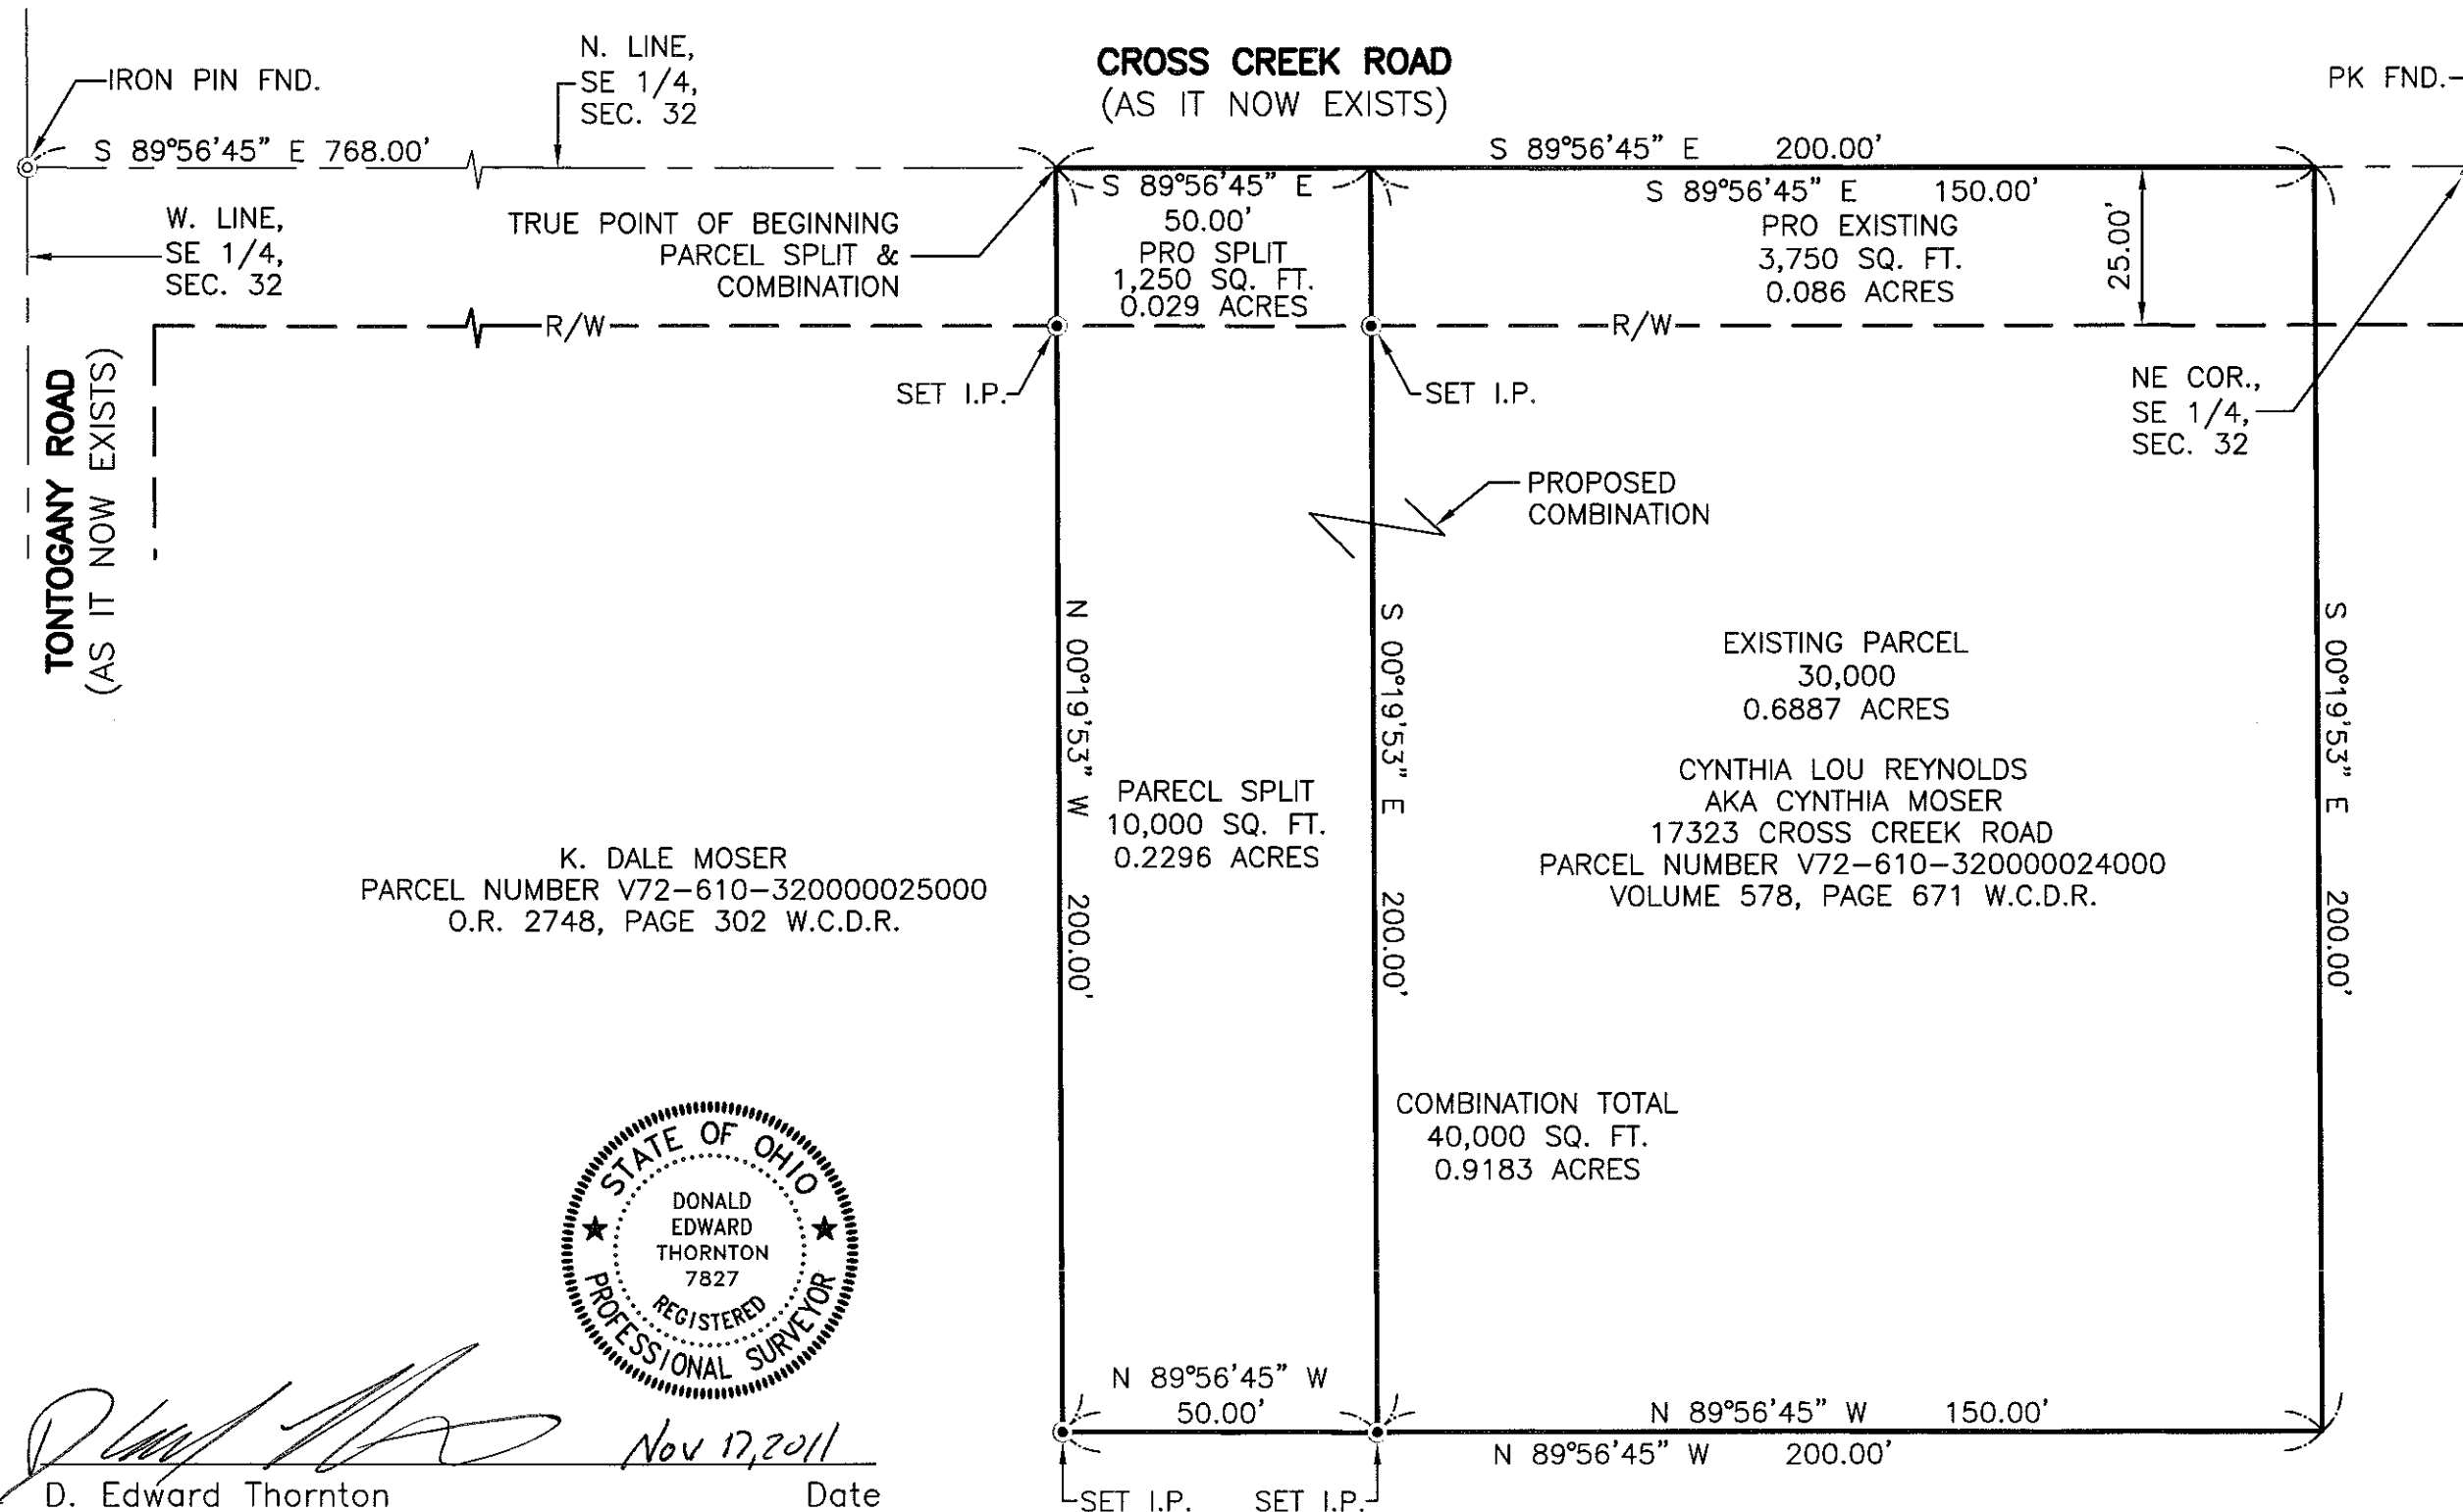 IRON PIN FND.
N. LINE,
SE 1/4,
SEC. 32
CROSS CREEK ROAD
(AS IT NOW EXISTS)
PK FND.
S 89°56'45" E 768.00'
S 89°56'45" E 200.00'
W. LINE,
SE 1/4,
SEC. 32
TRUE POINT OF BEGINNING
PARCEL SPLIT &
COMBINATION
S 89°56'45" E
50.00'
PRO SPLIT
1,250 SQ. FT.
0.029 ACRES
S 89°56'45" E 150.00'
PRO EXISTING
3,750 SQ. FT.
0.086 ACRES
25.00'
R/W
R/W
SET I.P.
SET I.P.
NE COR.,
SE 1/4,
SEC. 32
TONTOGANY ROAD
(AS IT NOW EXISTS)
PROPOSED
COMBINATION
N 00°19'53" W 200.00'
S 00°19'53" E 200.00'
S 00°19'53" E 200.00'
EXISTING PARCEL
30,000
0.6887 ACRES
CYNTHIA LOU REYNOLDS
AKA CYNTHIA MOSER
17323 CROSS CREEK ROAD
PARCEL NUMBER V72-610-320000024000
VOLUME 578, PAGE 671 W.C.D.R.
PARECL SPLIT
10,000 SQ. FT.
0.2296 ACRES
K. DALE MOSER
PARCEL NUMBER V72-610-320000025000
O.R. 2748, PAGE 302 W.C.D.R.
COMBINATION TOTAL
40,000 SQ. FT.
0.9183 ACRES
STATE OF OHIO
DONALD
EDWARD
THORNTON
7827
REGISTERED
PROFESSIONAL SURVEYOR
N 89°56'45" W
50.00'
N 89°56'45" W 150.00'
N 89°56'45" W 200.00'
Nov 17, 2011
D. Edward Thornton
Date
SET I.P.
SET I.P.